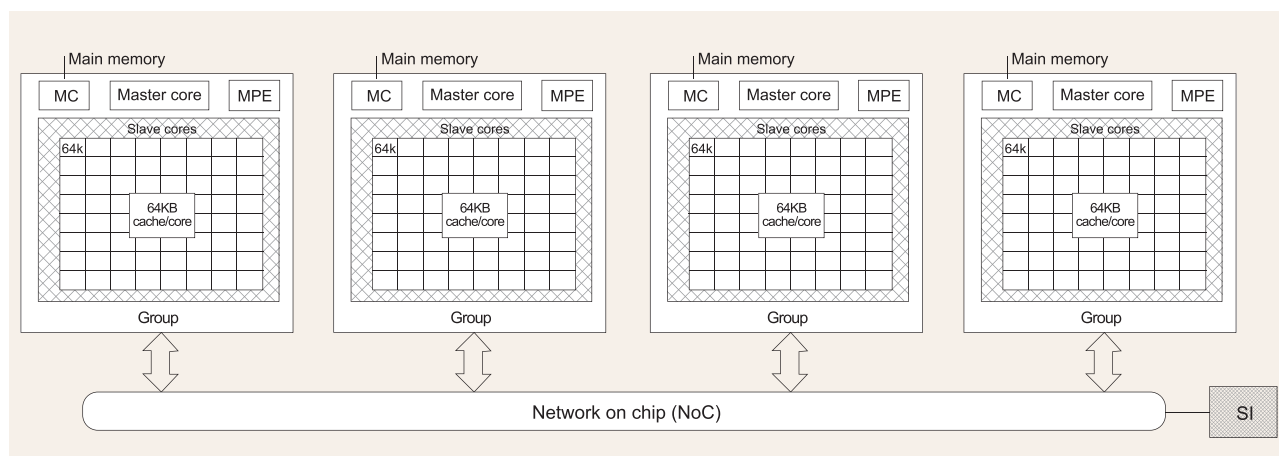 Main memory
MC
Master core
MPE
Slave cores
64k
64KB
cache/core
Group
Main memory
MC
Master core
MPE
Slave cores
64k
64KB
cache/core
Group
Main memory
MC
Master core
MPE
Slave cores
64k
64KB
cache/core
Group
Main memory
MC
Master core
MPE
Slave cores
64k
64KB
cache/core
Group
Network on chip (NoC)
SI